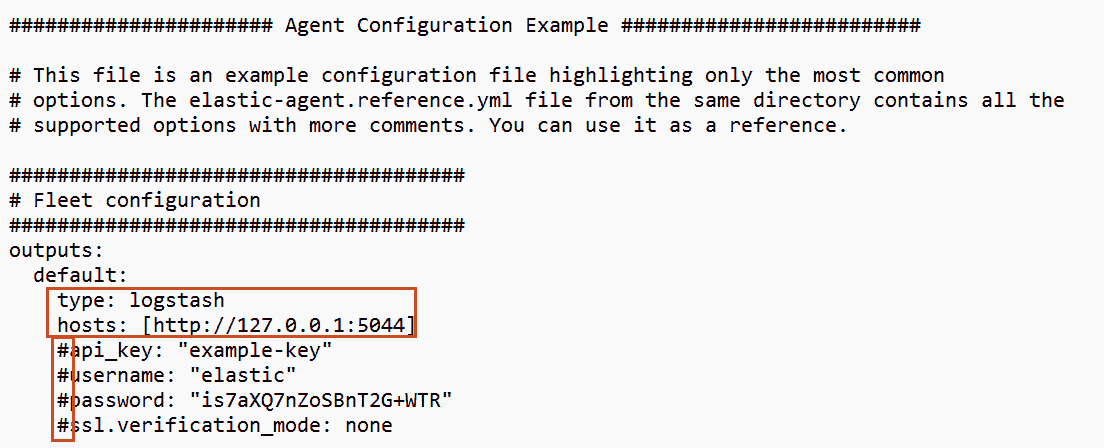 ###################### Agent Configuration Example #########################

# This file is an example configuration file highlighting only the most common
# options. The elastic-agent.reference.yml file from the same directory contains all the
# supported options with more comments. You can use it as a reference.

######################################
# Fleet configuration
######################################
outputs:
  default:
    type: logstash
    hosts: [http://127.0.0.1:5044]
    #api_key: "example-key"
    #username: "elastic"
    #password: "is7aXQ7nZoSBnT2G+WTR"
    #ssl.verification_mode: none